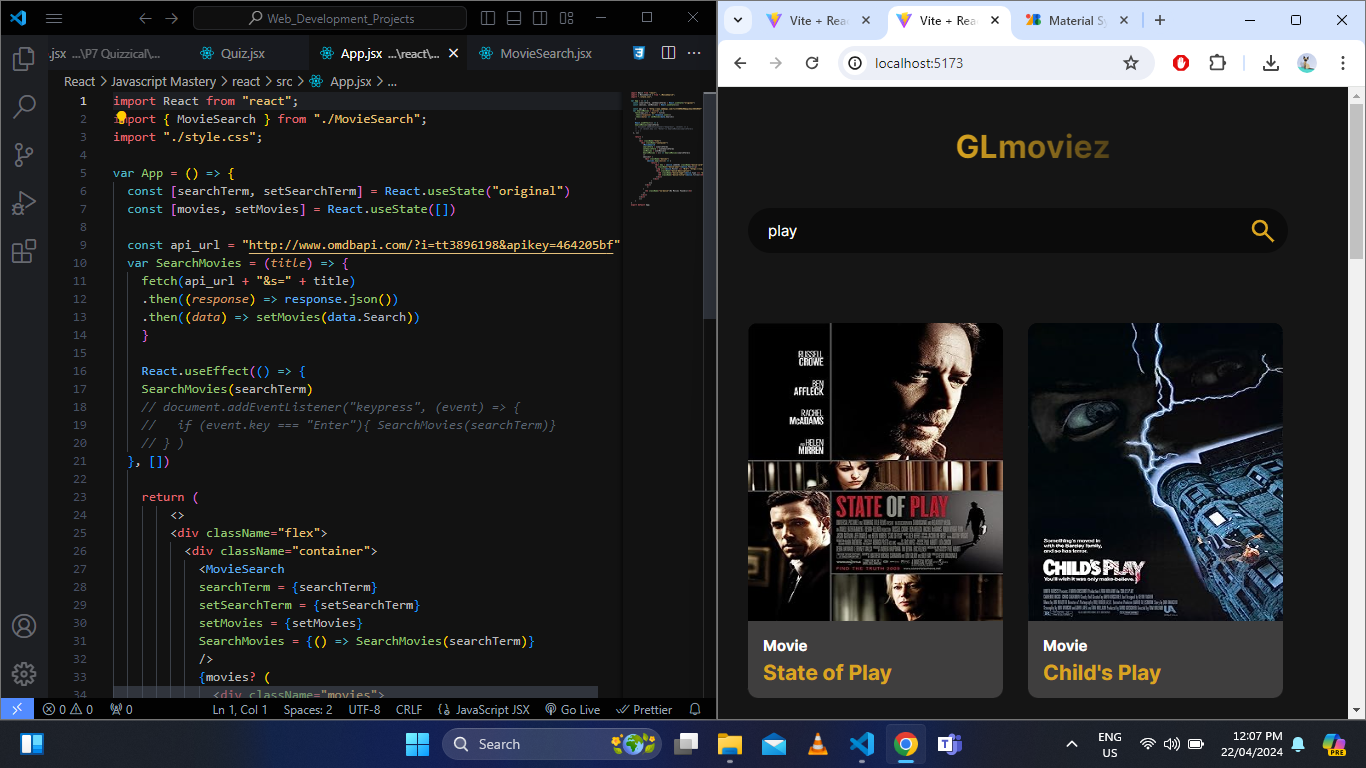 Web_Development_Projects
.jsx ...\P7 Quizzical\...
Quiz.jsx
App.jsx ...\react\...
MovieSearch.jsx
React > Javascript Mastery > react > src > App.jsx > ...
1 import React from "react";
2 import { MovieSearch } from "./MovieSearch";
3 import "./style.css";
4
5 var App = () => {
6 const [searchTerm, setSearchTerm] = React.useState("original")
7 const [movies, setMovies] = React.useState([])
8
9 const api_url = "http://www.omdbapi.com/?i=tt3896198&apikey=464205bf"
10 var SearchMovies = (title) => {
11 fetch(api_url + "&s=" + title)
12 .then((response) => response.json())
13 .then((data) => setMovies(data.Search))
14 }
15
16 React.useEffect(() => {
17 SearchMovies(searchTerm)
18 // document.addEventListener("keypress", (event) => {
19 //   if (event.key === "Enter"){ SearchMovies(searchTerm)}
20 // } )
21 }, [])
22
23 return (
24 <>
25 <div className="flex">
26 <div className="container">
27 <MovieSearch
28 searchTerm = {searchTerm}
29 setSearchTerm = {setSearchTerm}
30 setMovies = {setMovies}
31 SearchMovies = {() => SearchMovies(searchTerm)}
32 />
33 {movies? (
34 <div className="movies">
0 0 0
Ln 1, Col 1
Spaces: 2
UTF-8
CRLF
JavaScript JSX
Go Live
Prettier
Vite + Rea
Vite + Rea
Material Sy
localhost:5173
GLmoviez
play
RUSSELL
CROWE
BEN
AFFLECK
RACHEL
McADAMS
HELEN
MIRREN
STATE OF PLAY
FIND THE TRUTH 2009
Movie
State of Play
Something's moved in
with the Barclay family,
and so has terror.
CHILD'S PLAY
You'll wish it was only make-believe.
UA
Movie
Child's Play
Search
ENG
US
12:07 PM
22/04/2024
PRE